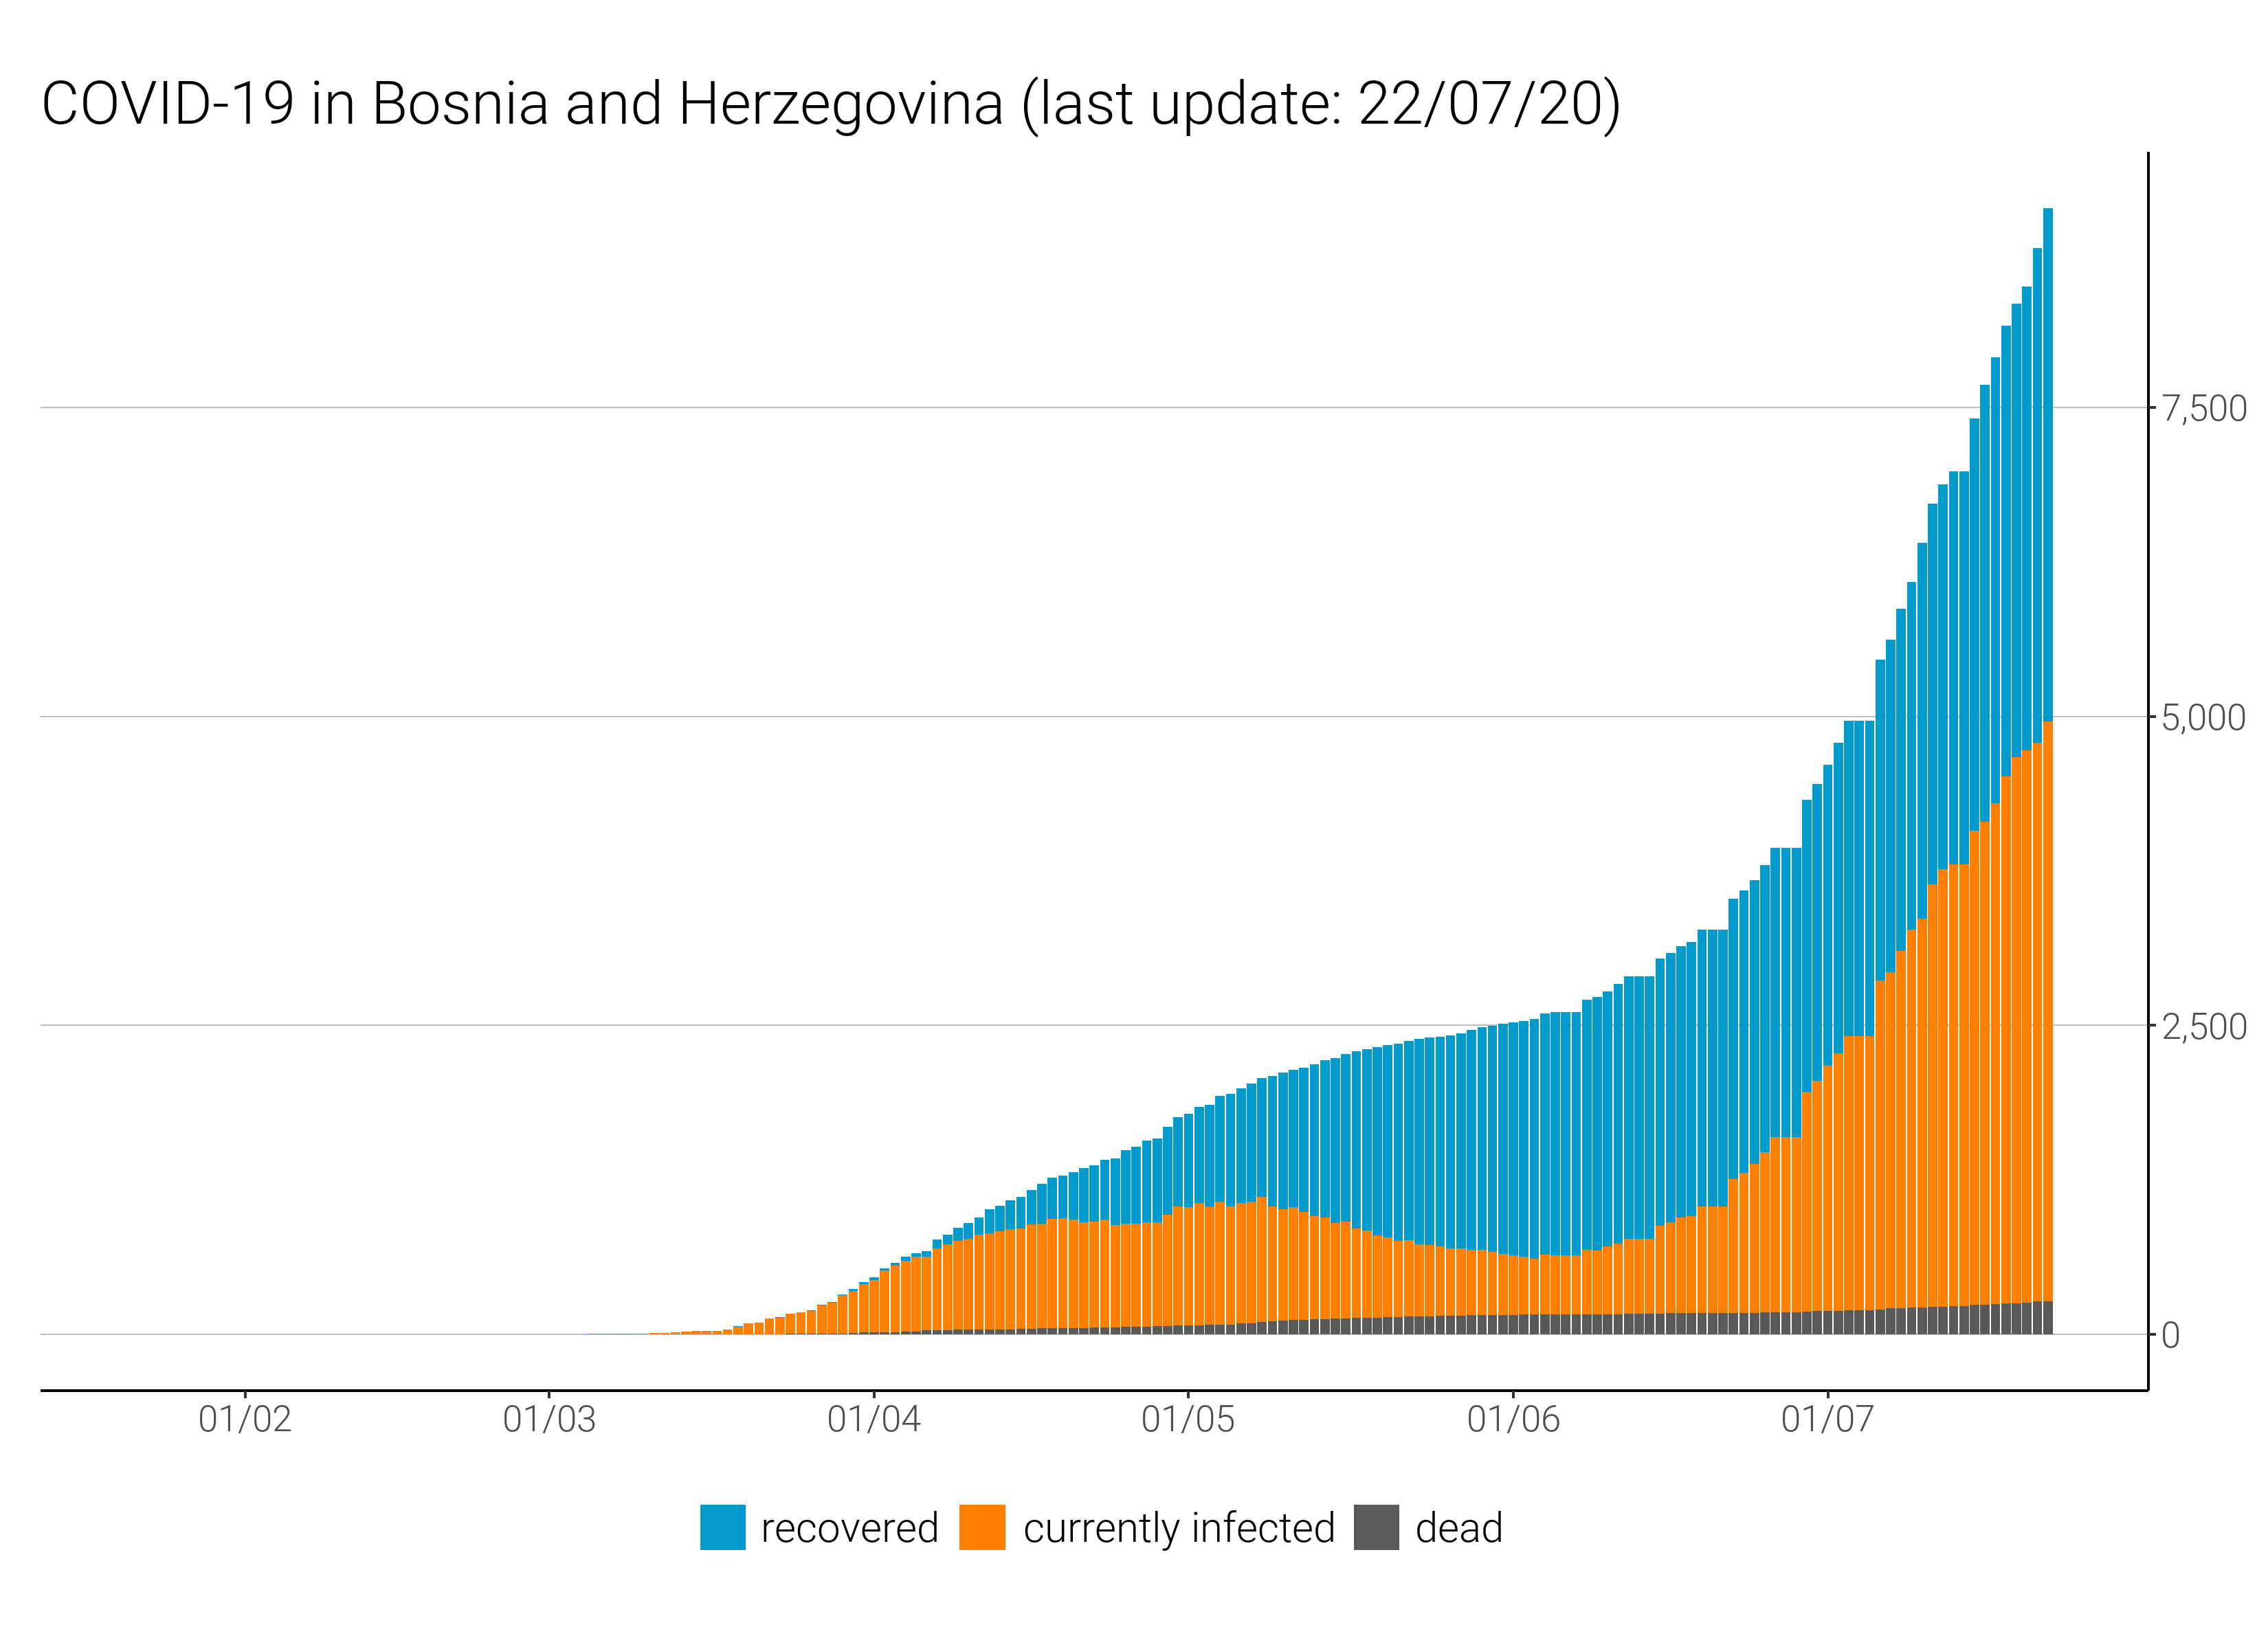 COVID-19 in Bosnia and Herzegovina (last update: 22/07/20)
7,500
5,000
2,500
0
01/02 01/03 01/04 01/05 01/06 01/07
recovered currently infected dead